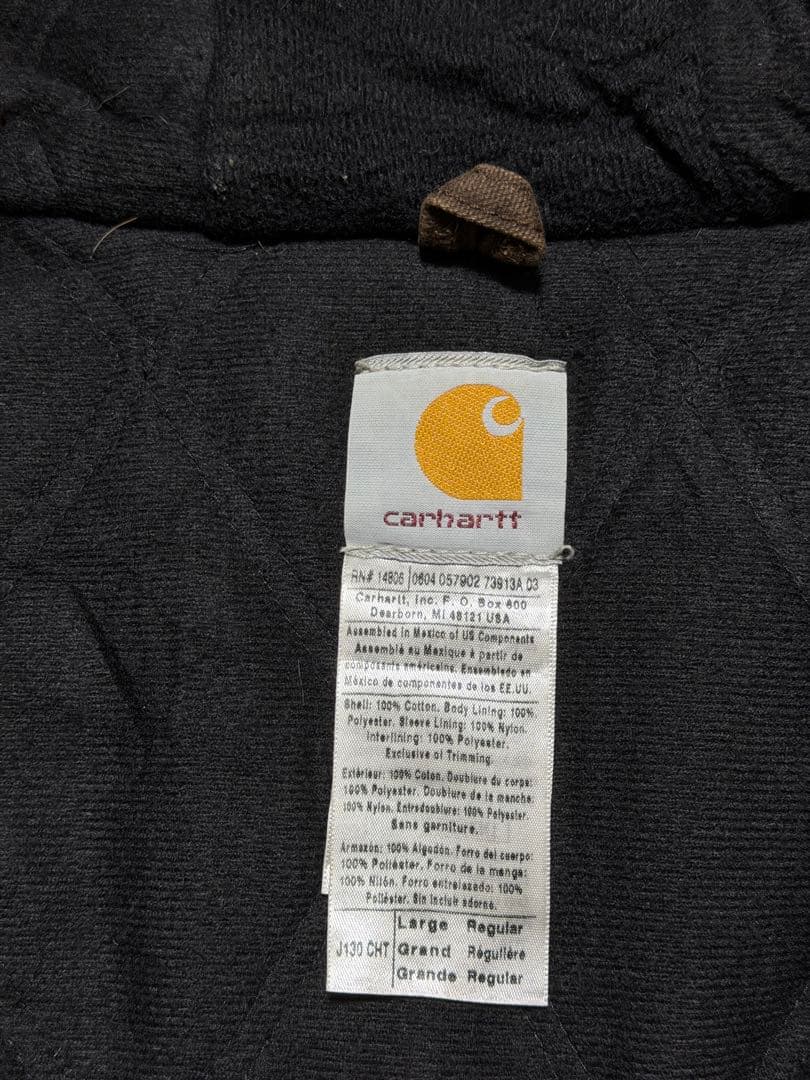 carhartt
RN# 14806 0604 057902 73913A 03
Carhartt, Inc. P. O. Box 600
Dearborn, MI 48121 USA
Assembled in Mexico of US Components
Assemblé au Mexique à partir de
composants américains. Ensamblado en
México de componentes de los EE.UU.
Shell: 100% Cotton. Body Lining: 100%
Polyester. Sleeve Lining: 100% Nylon.
Interlining: 100% Polyester.
Exclusive of Trimming
Extérieur: 100% Coton. Doublure du corps:
100% Polyester. Doublure de la manche:
100% Nylon. Entredoublure: 100% Polyester.
Sans garniture.
Armazón: 100% Algodón. Forro del cuerpo:
100% Poliéster. Forro de la manga:
100% Nilón. Forro entrelazado: 100%
Poliéster. Sin incluir adorno.
J130 CHT
Large Regular
Grand Régulière
Grande Regular